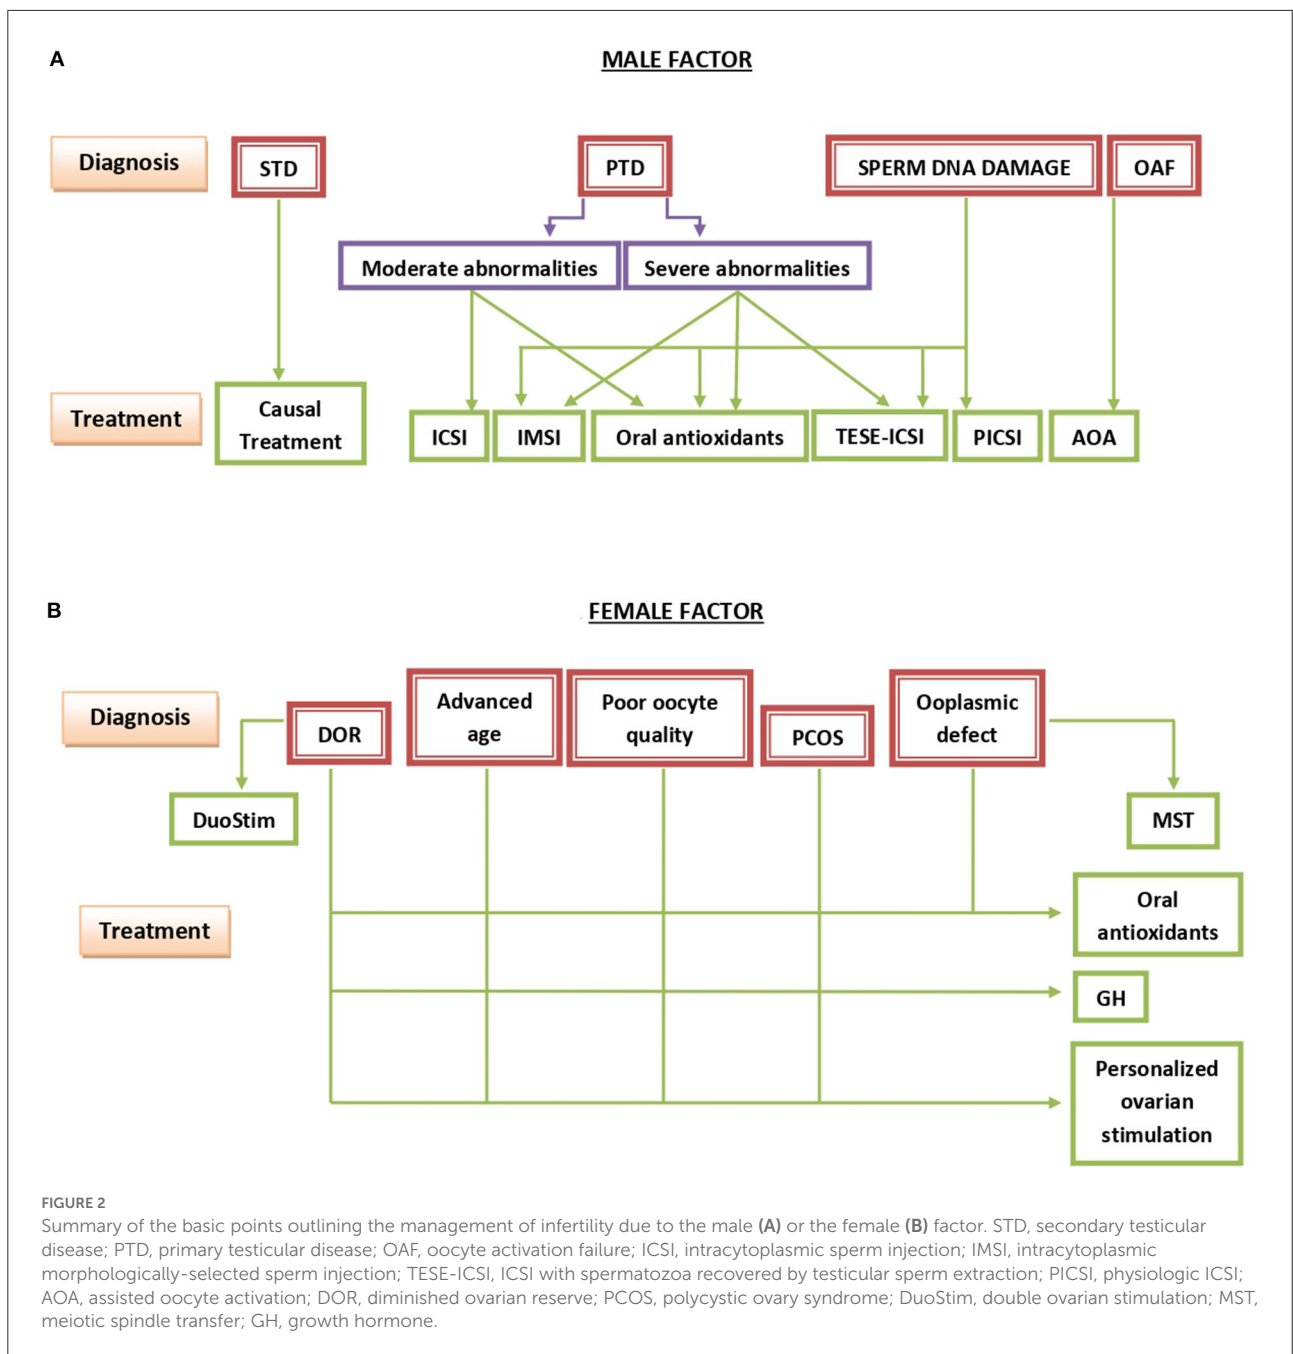 A
MALE FACTOR
Diagnosis
STD
PTD
SPERM DNA DAMAGE
OAF
Moderate abnormalities
Severe abnormalities
Treatment
Causal
Treatment
ICSI
IMSI
Oral antioxidants
TESE-ICSI
PICSI
AOA
B
FEMALE FACTOR
Diagnosis
DOR
Advanced
age
Poor oocyte
quality
PCOS
Ooplasmic
defect
DuoStim
MST
Treatment
Oral
antioxidants
GH
Personalized
ovarian
stimulation
FIGURE 2
Summary of the basic points outlining the management of infertility due to the male (A) or the female (B) factor. STD, secondary testicular
disease; PTD, primary testicular disease; OAF, oocyte activation failure; ICSI, intracytoplasmic sperm injection; IMSI, intracytoplasmic
morphologically-selected sperm injection; TESE-ICSI, ICSI with spermatozoa recovered by testicular sperm extraction; PICSI, physiologic ICSI;
AOA, assisted oocyte activation; DOR, diminished ovarian reserve; PCOS, polycystic ovary syndrome; DuoStim, double ovarian stimulation; MST,
meiotic spindle transfer; GH, growth hormone.